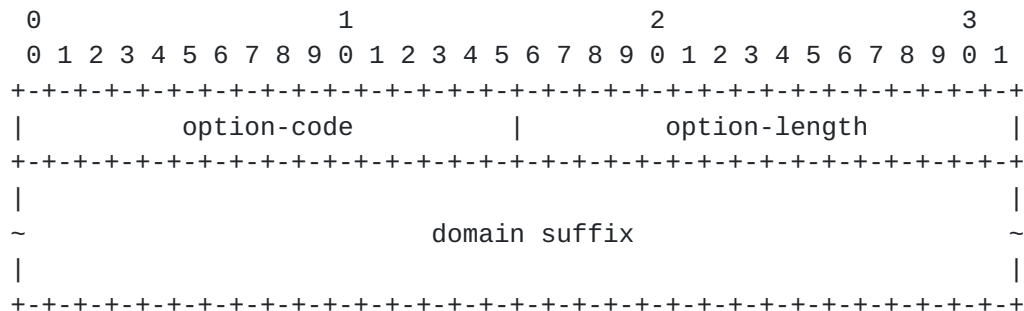 0                   1                   2                   3
 0 1 2 3 4 5 6 7 8 9 0 1 2 3 4 5 6 7 8 9 0 1 2 3 4 5 6 7 8 9 0 1
+-+-+-+-+-+-+-+-+-+-+-+-+-+-+-+-+-+-+-+-+-+-+-+-+-+-+-+-+-+-+-+-+
|          option-code          |         option-length         |
+-+-+-+-+-+-+-+-+-+-+-+-+-+-+-+-+-+-+-+-+-+-+-+-+-+-+-+-+-+-+-+-+
|                                                               |
~                         domain suffix                         ~
|                                                               |
+-+-+-+-+-+-+-+-+-+-+-+-+-+-+-+-+-+-+-+-+-+-+-+-+-+-+-+-+-+-+-+-+